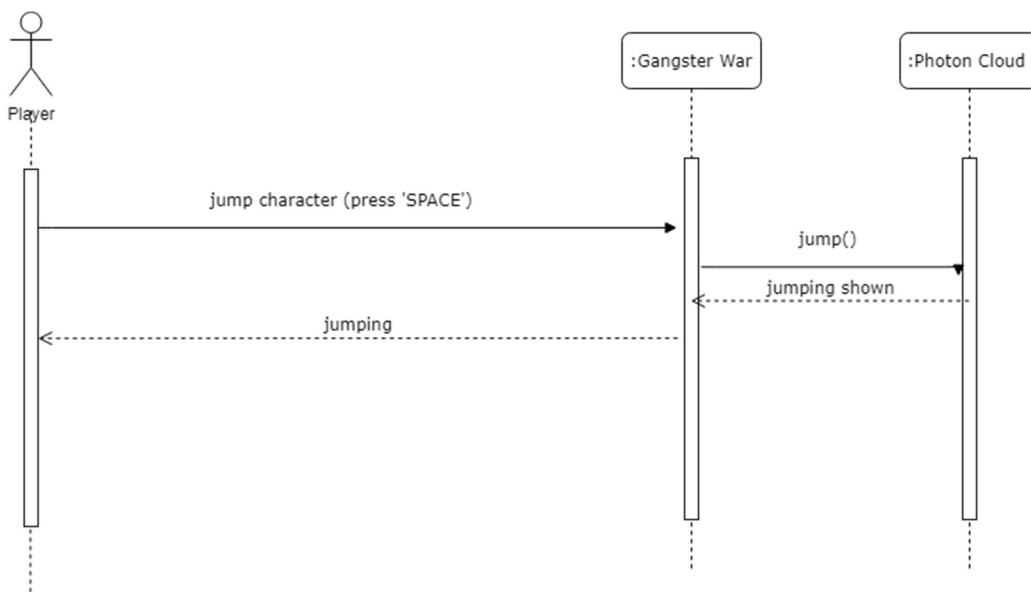 Player
:Gangster War
:Photon Cloud
jump character (press 'SPACE')
jump()
jumping shown
jumping